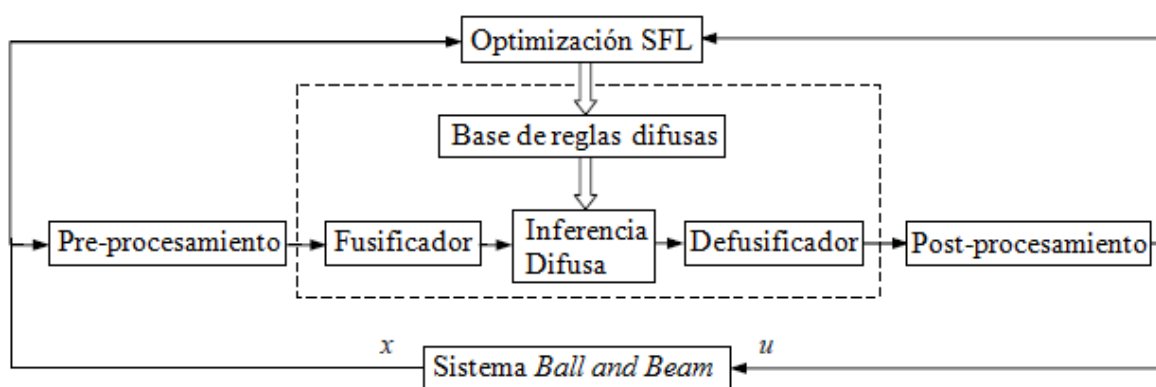 Optimización SFL
Base de reglas difusas
Pre-procesamiento
Fusificador
Inferencia
Difusa
Defusificador
Post-procesamiento
x
u
Sistema Ball and Beam